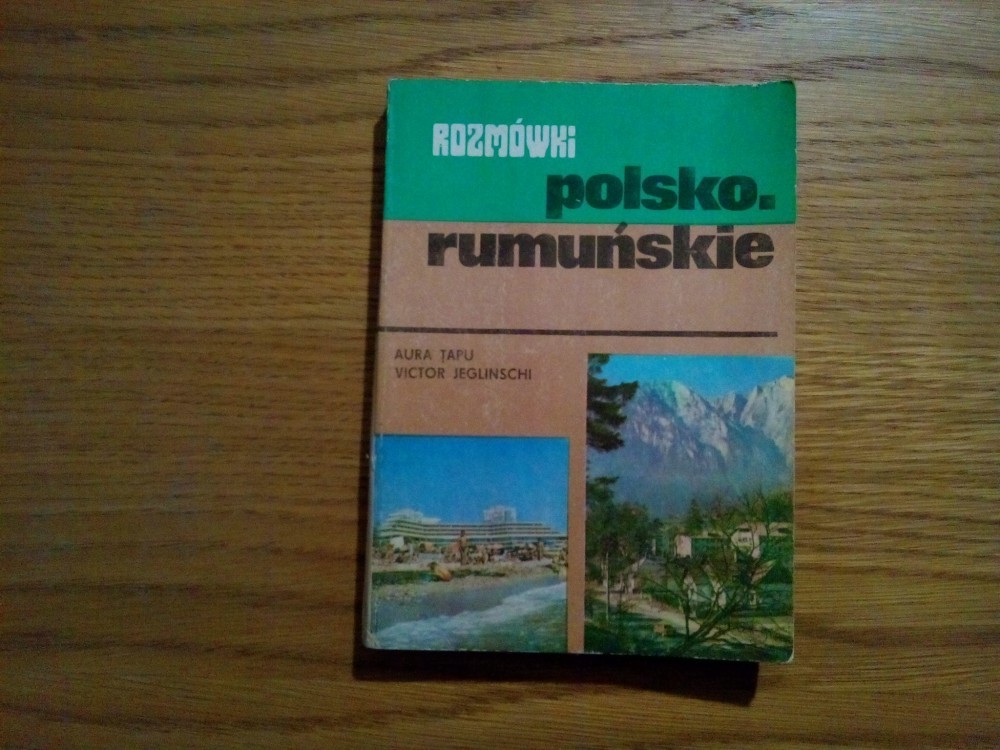 ROZMÓWKi
polsko-
rumuńskie
AURA ȚAPU
VICTOR JEGLINSCHI